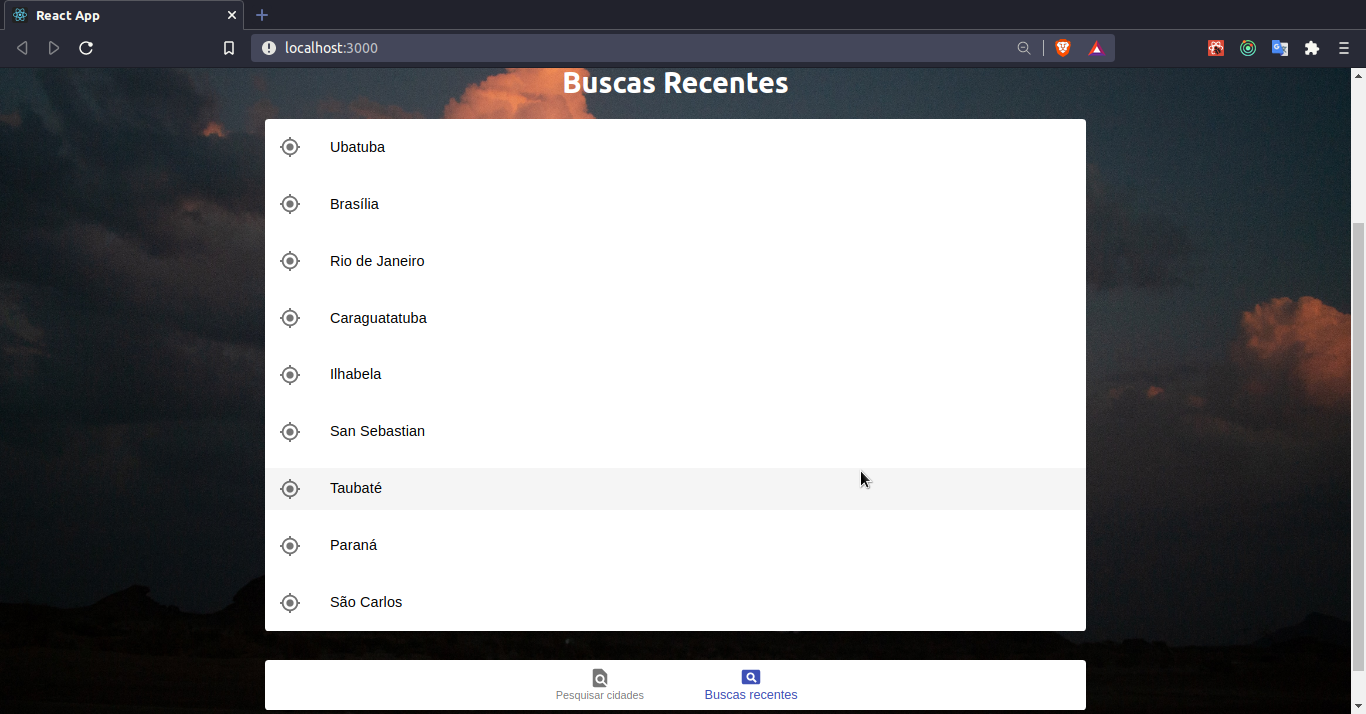 React App
localhost:3000
Buscas Recentes
Ubatuba
Brasília
Rio de Janeiro
Caraguatatuba
Ilhabela
San Sebastian
Taubaté
Paraná
São Carlos
Pesquisar cidades
Buscas recentes